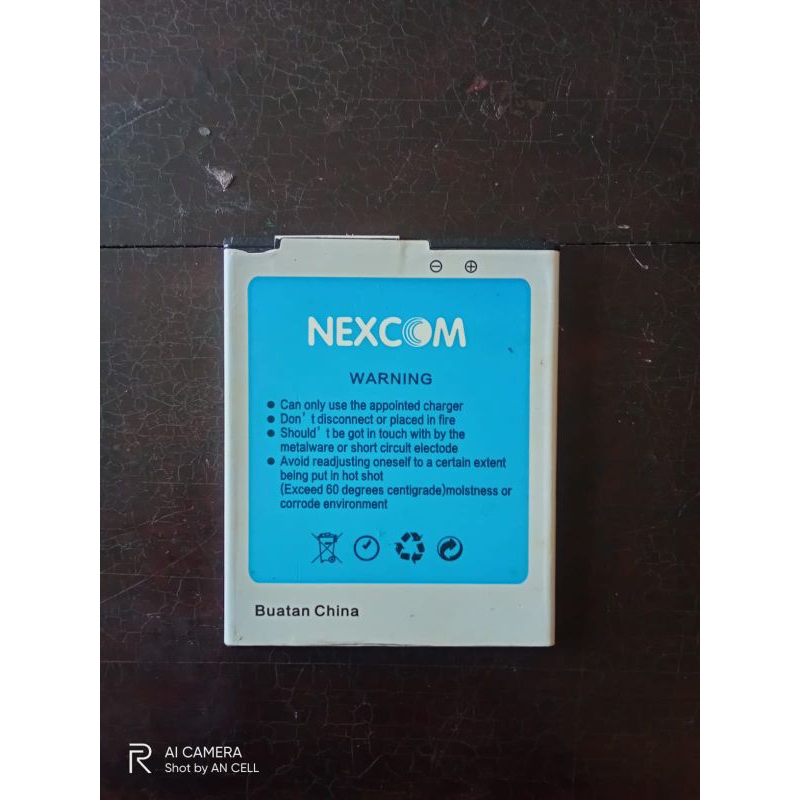 ⊖ ⊕
NEXCOM
WARNING
● Can only use the appointed charger
● Don't disconnect or placed in fire
● Should't be got in touch with by the
metalware or short circuit electode
● Avoid readjusting oneself to a certain extent
being put in hot shot
(Exceed 60 degrees centigrade)molstness or
corrode environment
Buatan China
AI CAMERA
Shot by AN CELL